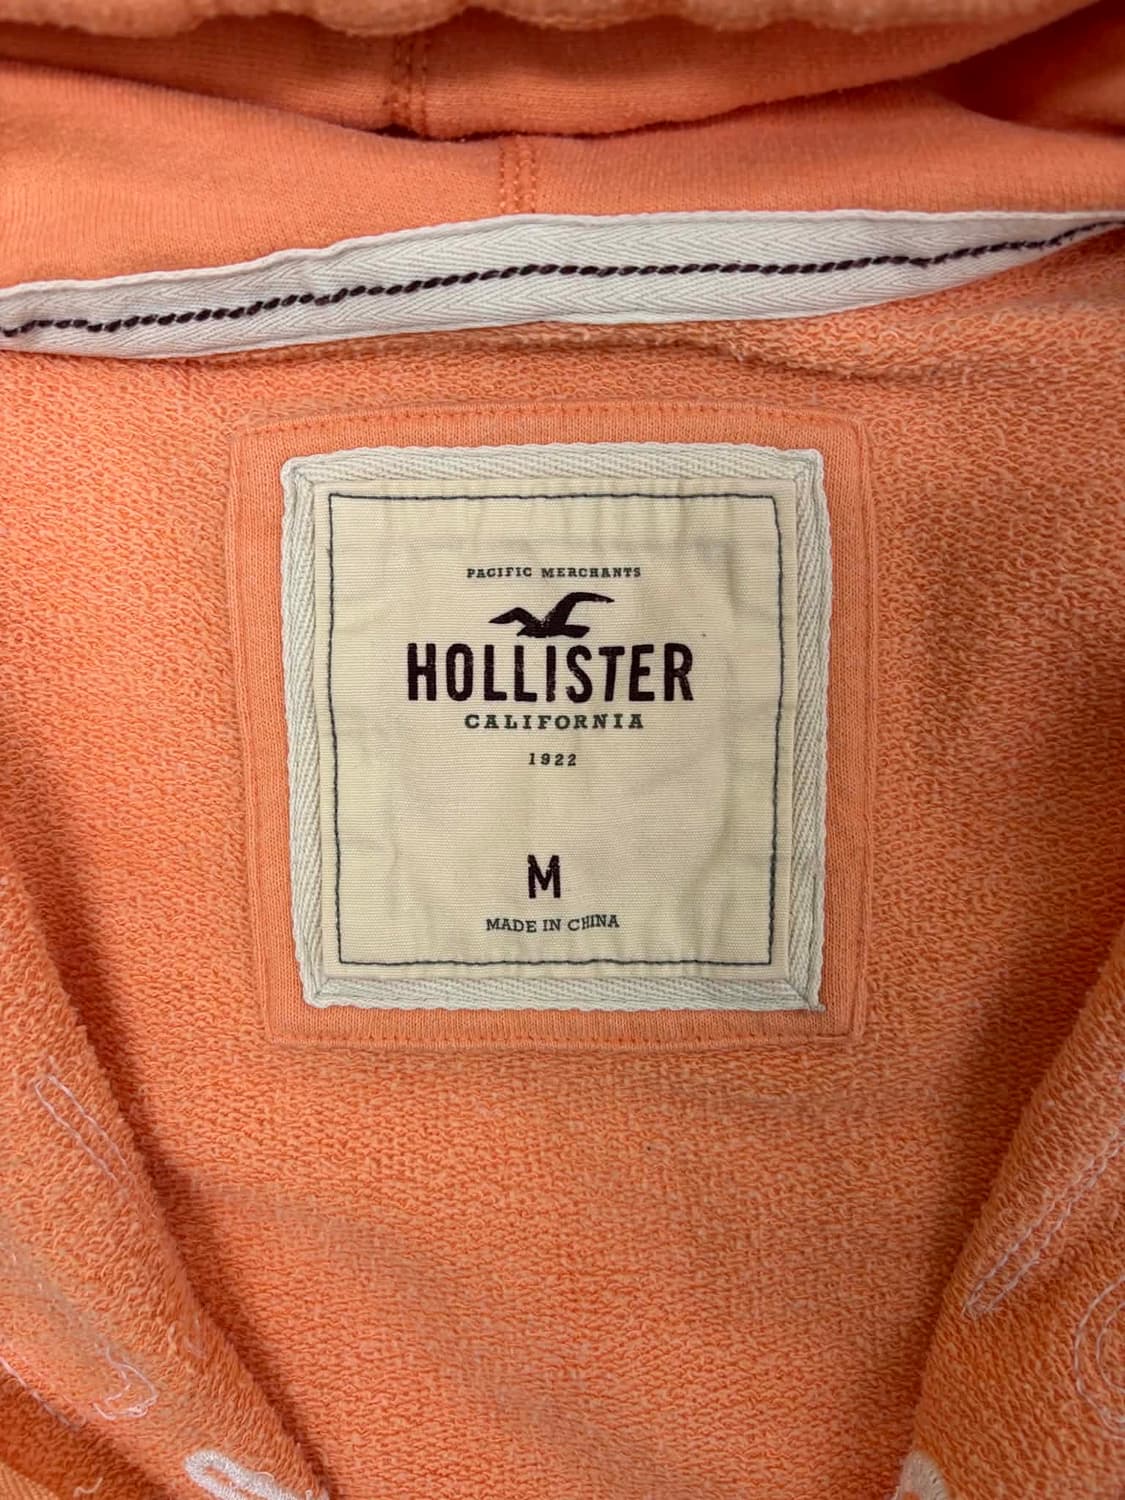 PACIFIC MERCHANTS
HOLLISTER
CALIFORNIA
1922
M
MADE IN CHINA